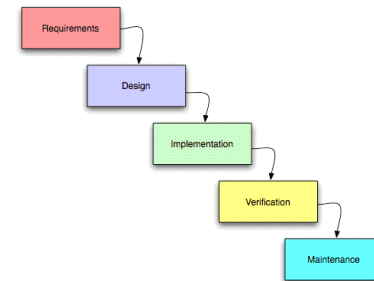 Requirements
Design
Implementation
Verification
Maintenance